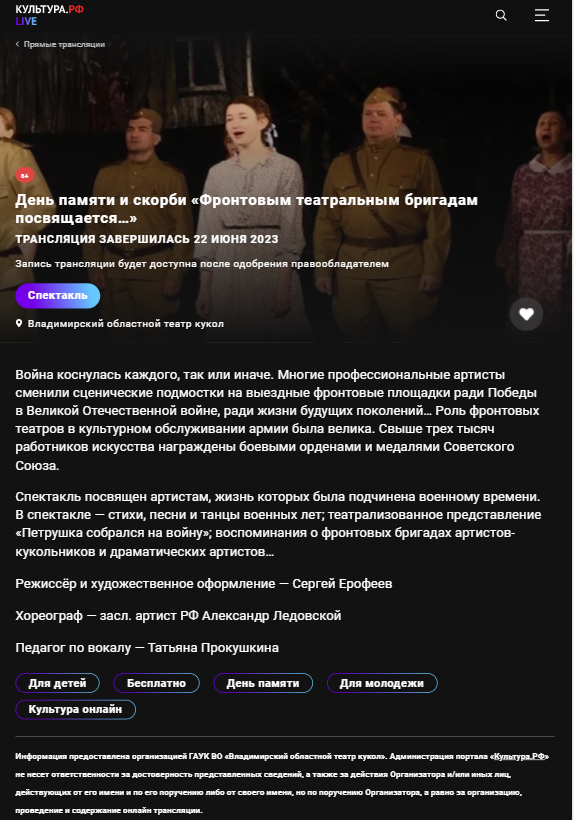 КУЛЬТУРА.РФ
LIVE
Прямые трансляции
6+
День памяти и скорби «Фронтовым театральным бригадам
посвящается...»
ТРАНСЛЯЦИЯ ЗАВЕРШИЛАСЬ 22 ИЮНЯ 2023
Запись трансляции будет доступна после одобрения правообладателем
Спектакль
Владимирский областной театр кукол
Война коснулась каждого, так или иначе. Многие профессиональные артисты
сменили сценические подмостки на выездные фронтовые площадки ради Победы
в Великой Отечественной войне, ради жизни будущих поколений... Роль фронтовых
театров в культурном обслуживании армии была велика. Свыше трех тысяч
работников искусства награждены боевыми орденами и медалями Советского
Союза.
Спектакль посвящен артистам, жизнь которых была подчинена военному времени.
В спектакле — стихи, песни и танцы военных лет; театрализованное представление
«Петрушка собрался на войну»; воспоминания о фронтовых бригадах артистов-
кукольников и драматических артистов...
Режиссёр и художественное оформление — Сергей Ерофеев
Хореограф — засл. артист РФ Александр Ледовской
Педагог по вокалу — Татьяна Прокушкина
Для детей Бесплатно День памяти Для молодежи
Культура онлайн
Информация предоставлена организацией ГАУК ВО «Владимирский областной театр кукол». Администрация портала «Культура.РФ»
не несет ответственности за достоверность представленных сведений, а также за действия Организатора и/или иных лиц,
действующих от его имени и по его поручению либо от своего имени, но по поручению Организатора, а равно за организацию,
проведение и содержание онлайн трансляции.